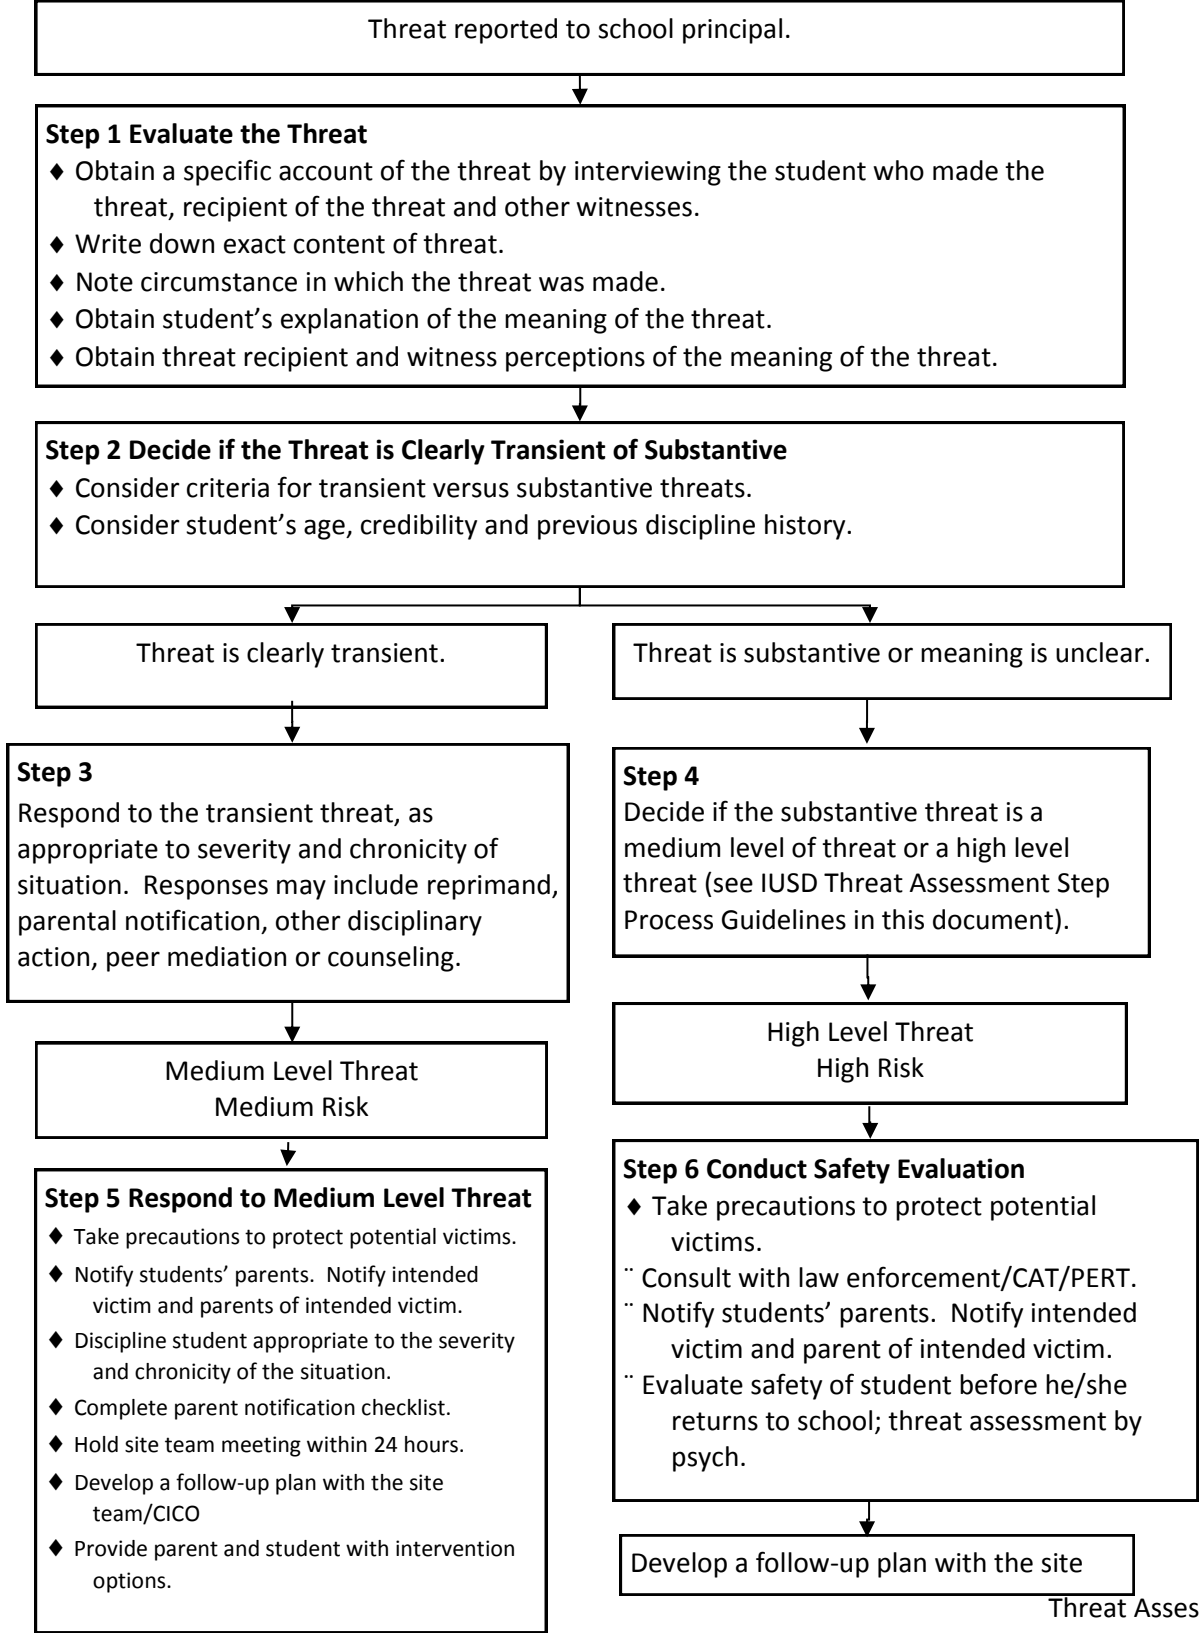 Threat reported to school principal.
Step 1 Evaluate the Threat
♦ Obtain a specific account of the threat by interviewing the student who made the
threat, recipient of the threat and other witnesses.
♦ Write down exact content of threat.
♦ Note circumstance in which the threat was made.
♦ Obtain student’s explanation of the meaning of the threat.
♦ Obtain threat recipient and witness perceptions of the meaning of the threat.
Step 2 Decide if the Threat is Clearly Transient of Substantive
♦ Consider criteria for transient versus substantive threats.
♦ Consider student’s age, credibility and previous discipline history.
Threat is clearly transient.
Threat is substantive or meaning is unclear.
Step 3
Respond to the transient threat, as
appropriate to severity and chronicity of
situation.  Responses may include reprimand,
parental notification, other disciplinary
action, peer mediation or counseling.
Step 4
Decide if the substantive threat is a
medium level of threat or a high level
threat (see IUSD Threat Assessment Step
Process Guidelines in this document).
Medium Level Threat
Medium Risk
High Level Threat
High Risk
Step 5 Respond to Medium Level Threat
♦ Take precautions to protect potential victims.
♦ Notify students’ parents.  Notify intended
victim and parents of intended victim.
♦ Discipline student appropriate to the severity
and chronicity of the situation.
♦ Complete parent notification checklist.
♦ Hold site team meeting within 24 hours.
♦ Develop a follow-up plan with the site
team/CICO
♦ Provide parent and student with intervention
options.
Step 6 Conduct Safety Evaluation
♦ Take precautions to protect potential
victims.
¨ Consult with law enforcement/CAT/PERT.
¨ Notify students’ parents.  Notify intended
victim and parent of intended victim.
¨ Evaluate safety of student before he/she
returns to school; threat assessment by
psych.
Develop a follow-up plan with the site
Threat Asses